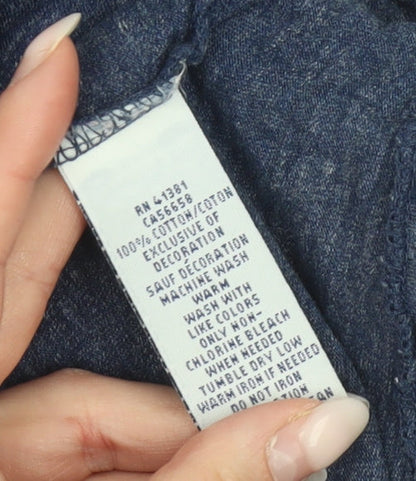 RN 41381
CA56658
100% COTTON/COTON
EXCLUSIVE OF
DECORATION
SAUF DÉCORATION
MACHINE WASH
WARM
WASH WITH
LIKE COLORS
ONLY NON-
CHLORINE BLEACH
WHEN NEEDED
TUMBLE DRY LOW
WARM IRON IF NEEDED
DO NOT IRON